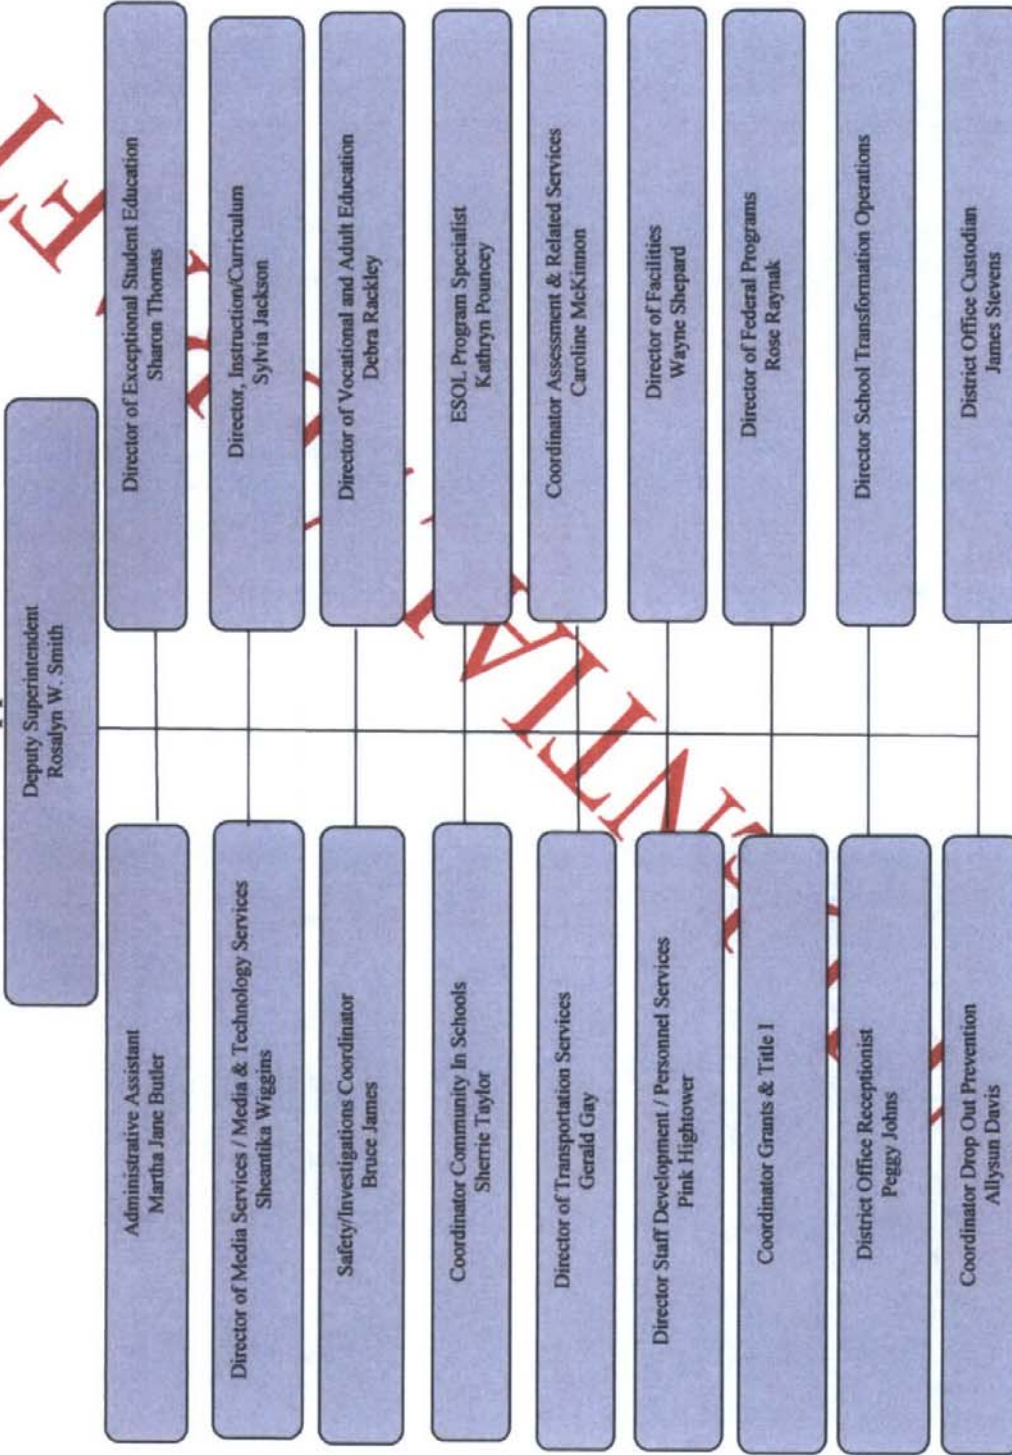 Deputy Superintendent
Rosalyn W. Smith
Administrative Assistant
Martha Jane Butler
Director of Exceptional Student Education
Sharon Thomas
Director of Media Services / Media & Technology Services
Sheantika Wiggins
Director, Instruction/Curriculum
Sylvia Jackson
Safety/Investigations Coordinator
Bruce James
Director of Vocational and Adult Education
Debra Rackley
Coordinator Community In Schools
Sherrie Taylor
ESOL Program Specialist
Kathryn Pouncey
Director of Transportation Services
Gerald Gay
Coordinator Assessment & Related Services
Caroline McKinnon
Director Staff Development / Personnel Services
Pink Hightower
Director of Facilities
Wayne Shepard
Coordinator Grants & Title I
Director of Federal Programs
Rose Raynak
District Office Receptionist
Peggy Johns
Director School Transformation Operations
Coordinator Drop Out Prevention
Allysun Davis
District Office Custodian
James Stevens